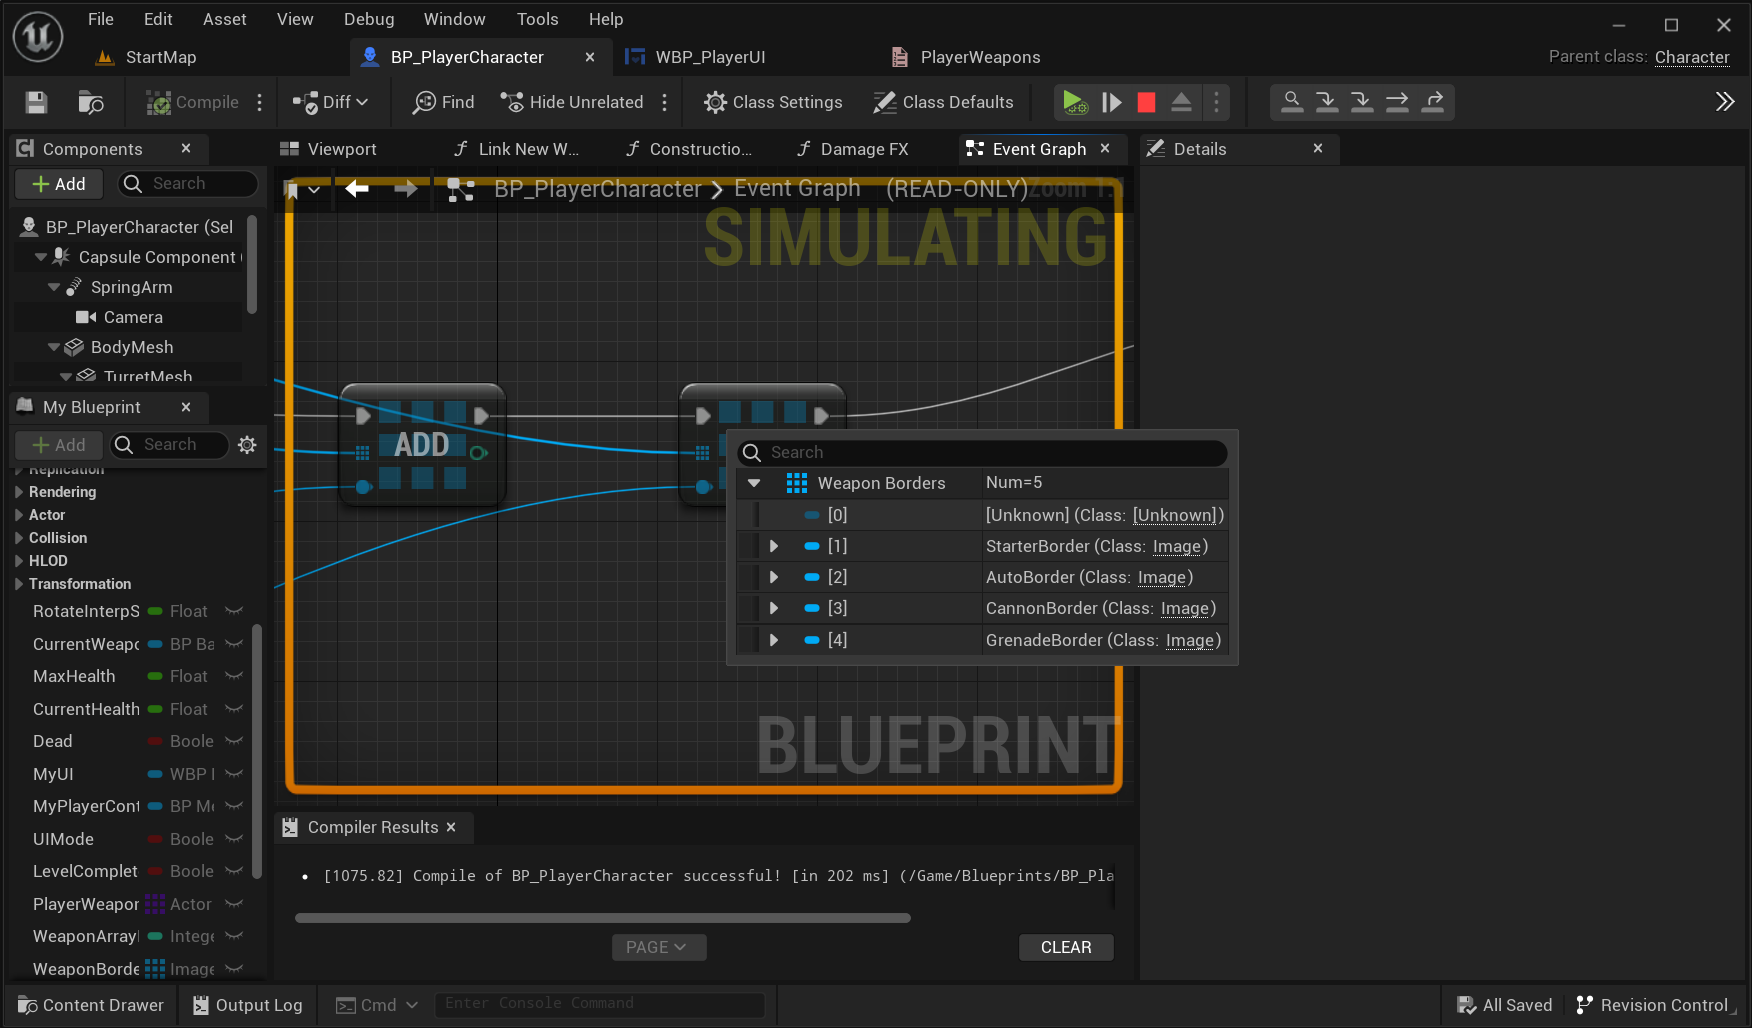 File Edit Asset View Debug Window Tools Help
StartMap BP_PlayerCharacter WBP_PlayerUI PlayerWeapons
Parent class: Character
Compile Diff Find Hide Unrelated Class Settings Class Defaults
Components Viewport Link New W... Constructio... Damage FX Event Graph Details
Add Search
BP_PlayerCharacter Event Graph (READ-ONLY) Zoom 1:1
SIMULATING
BP_PlayerCharacter (Sel
Capsule Component (
SpringArm
Camera
BodyMesh
TurretMesh
My Blueprint
Add Search
Replication
Rendering
Actor
Collision
HLOD
Transformation
RotateInterpS Float
CurrentWeapo BP Ba
MaxHealth Float
CurrentHealth Float
Dead Boole
MyUI WBP
MyPlayerCont BP Me
UIMode Boole
LevelComplet Boole
PlayerWeapon Actor
WeaponArray Intege
WeaponBorde Image
ADD
Search
Weapon Borders Num=5
[0] [Unknown] (Class: [Unknown])
[1] StarterBorder (Class: Image)
[2] AutoBorder (Class: Image)
[3] CannonBorder (Class: Image)
[4] GrenadeBorder (Class: Image)
BLUEPRINT
Compiler Results
[1075.82] Compile of BP_PlayerCharacter successful! [in 202 ms] (/Game/Blueprints/BP_Pla
PAGE CLEAR
Content Drawer Output Log Cmd Enter Console Command All Saved Revision Control